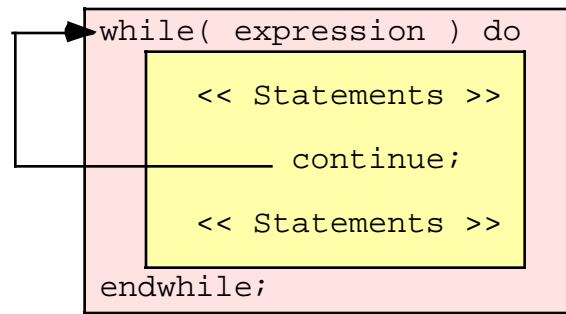 while( expression ) do
<< Statements >>
continue;
<< Statements >>
endwhile;